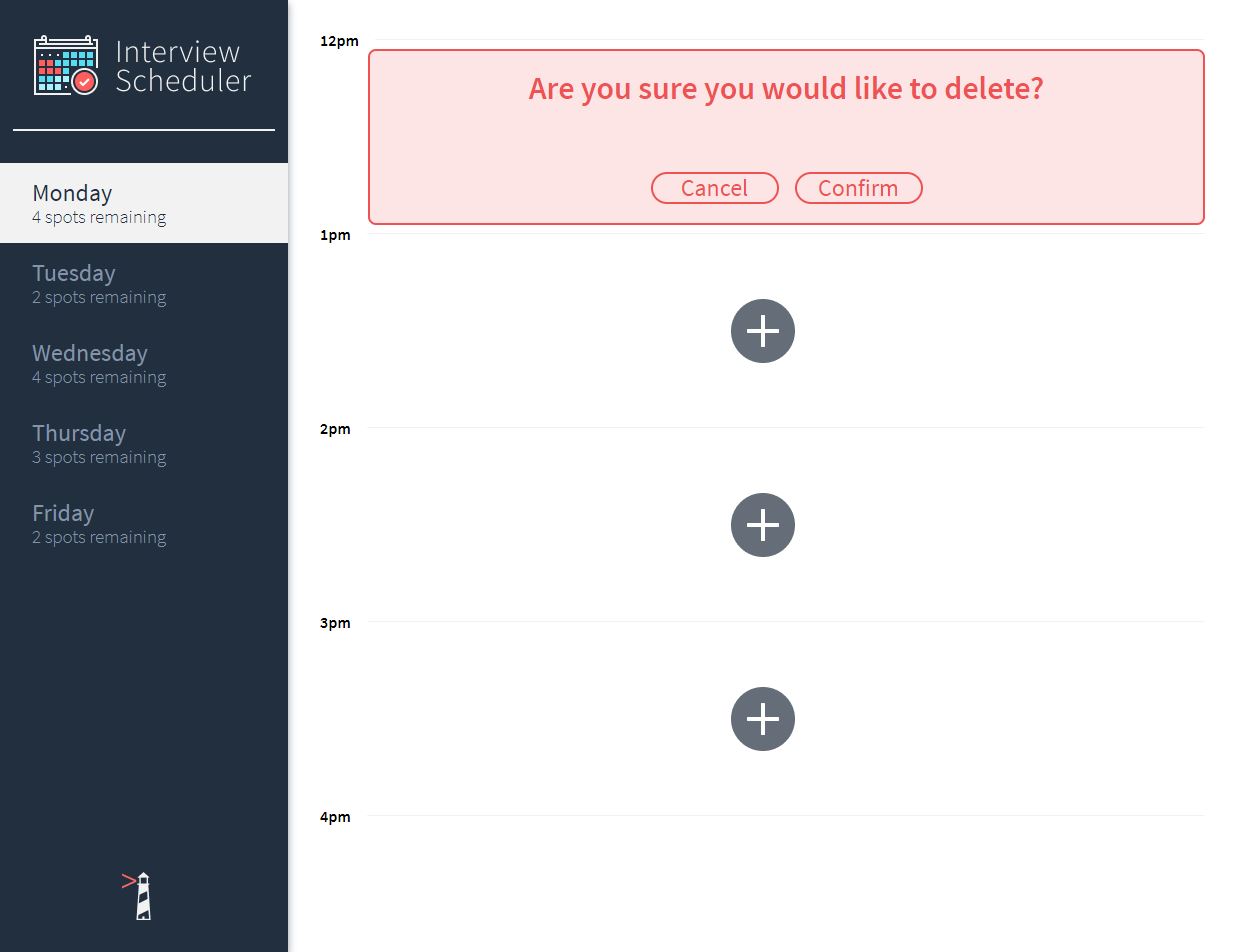 Interview
Scheduler
Monday
4 spots remaining
Tuesday
2 spots remaining
Wednesday
4 spots remaining
Thursday
3 spots remaining
Friday
2 spots remaining
12pm
Are you sure you would like to delete?
Cancel Confirm
1pm
2pm
3pm
4pm